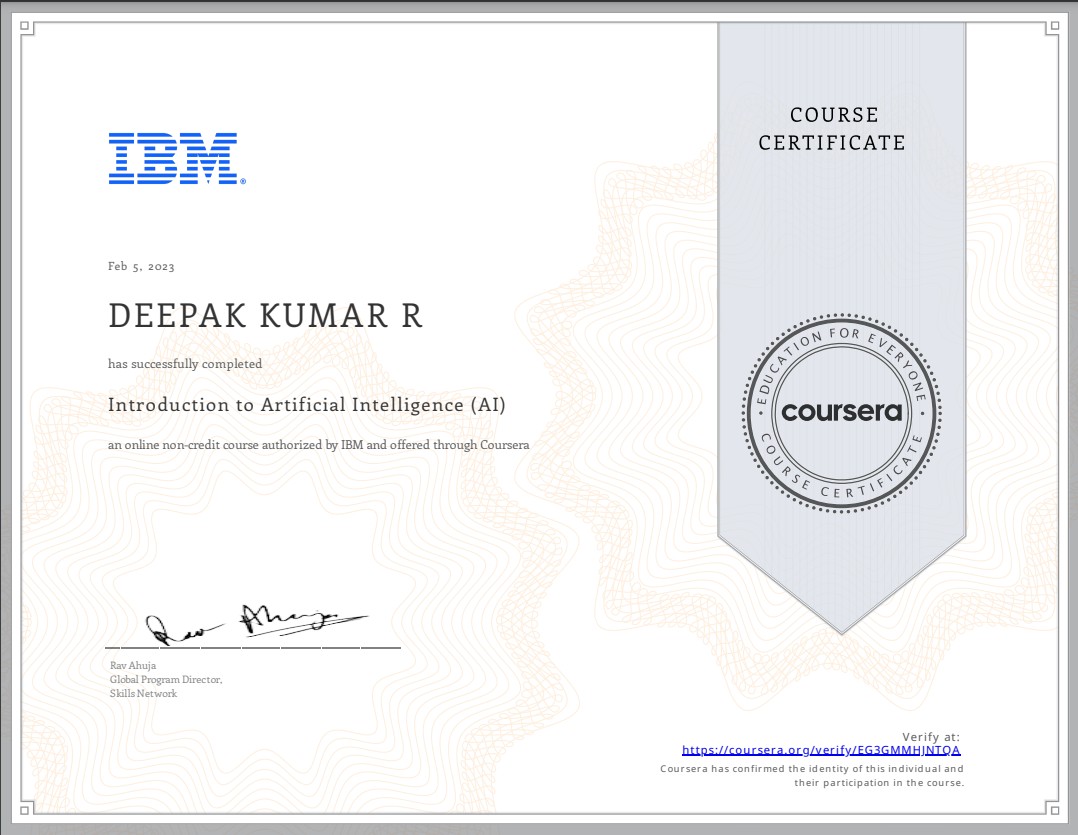 COURSE
CERTIFICATE
IBM®
Feb 5, 2023
DEEPAK KUMAR R
has successfully completed
Introduction to Artificial Intelligence (AI)
an online non-credit course authorized by IBM and offered through Coursera
EDUCATION FOR EVERYONE
coursera
COURSE CERTIFICATE
Rav Ahuja
Rav Ahuja
Global Program Director,
Skills Network
Verify at:
https://coursera.org/verify/EG3GMMHJNTQA
Coursera has confirmed the identity of this individual and
their participation in the course.